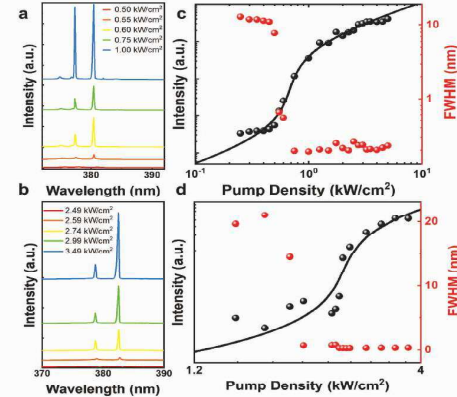 a
0.50 kW/cm²
0.55 kW/cm²
0.60 kW/cm²
0.75 kW/cm²
1.00 kW/cm²
Intensity (a.u.)
380
390
Wavelength (nm)
b
2.49 kW/cm²
2.59 kW/cm²
2.74 kW/cm²
2.99 kW/cm²
3.49 kW/cm²
Intensity (a.u.)
370
380
390
Wavelength (nm)
c
Intensity (a.u.)
10
1
FWHM (nm)
10⁻¹
10⁰
10¹
Pump Density (kW/cm²)
d
Intensity (a.u.)
20
10
0
FWHM (nm)
1.2
4
Pump Density (kW/cm²)